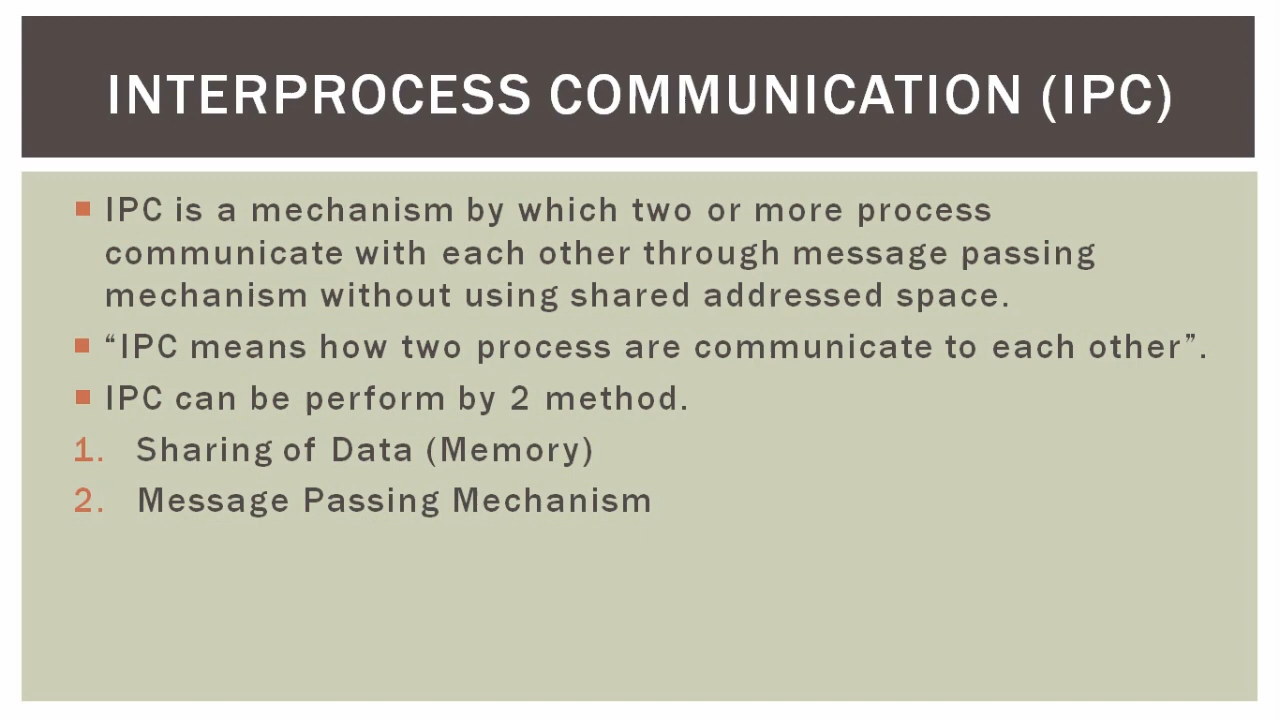 INTERPROCESS COMMUNICATION (IPC)
IPC is a mechanism by which two or more process
communicate with each other through message passing
mechanism without using shared addressed space.
“IPC means how two process are communicate to each other”.
IPC can be perform by 2 method.
1. Sharing of Data (Memory)
2. Message Passing Mechanism